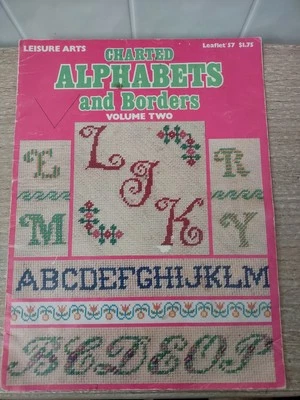 LEISURE ARTS
Leaflet 57 $1.75
CHARTED
ALPHABETS
and Borders
VOLUME TWO
E
L
J
K
R
M
Y
ABCDEFGHIJKLM
BCDEOP